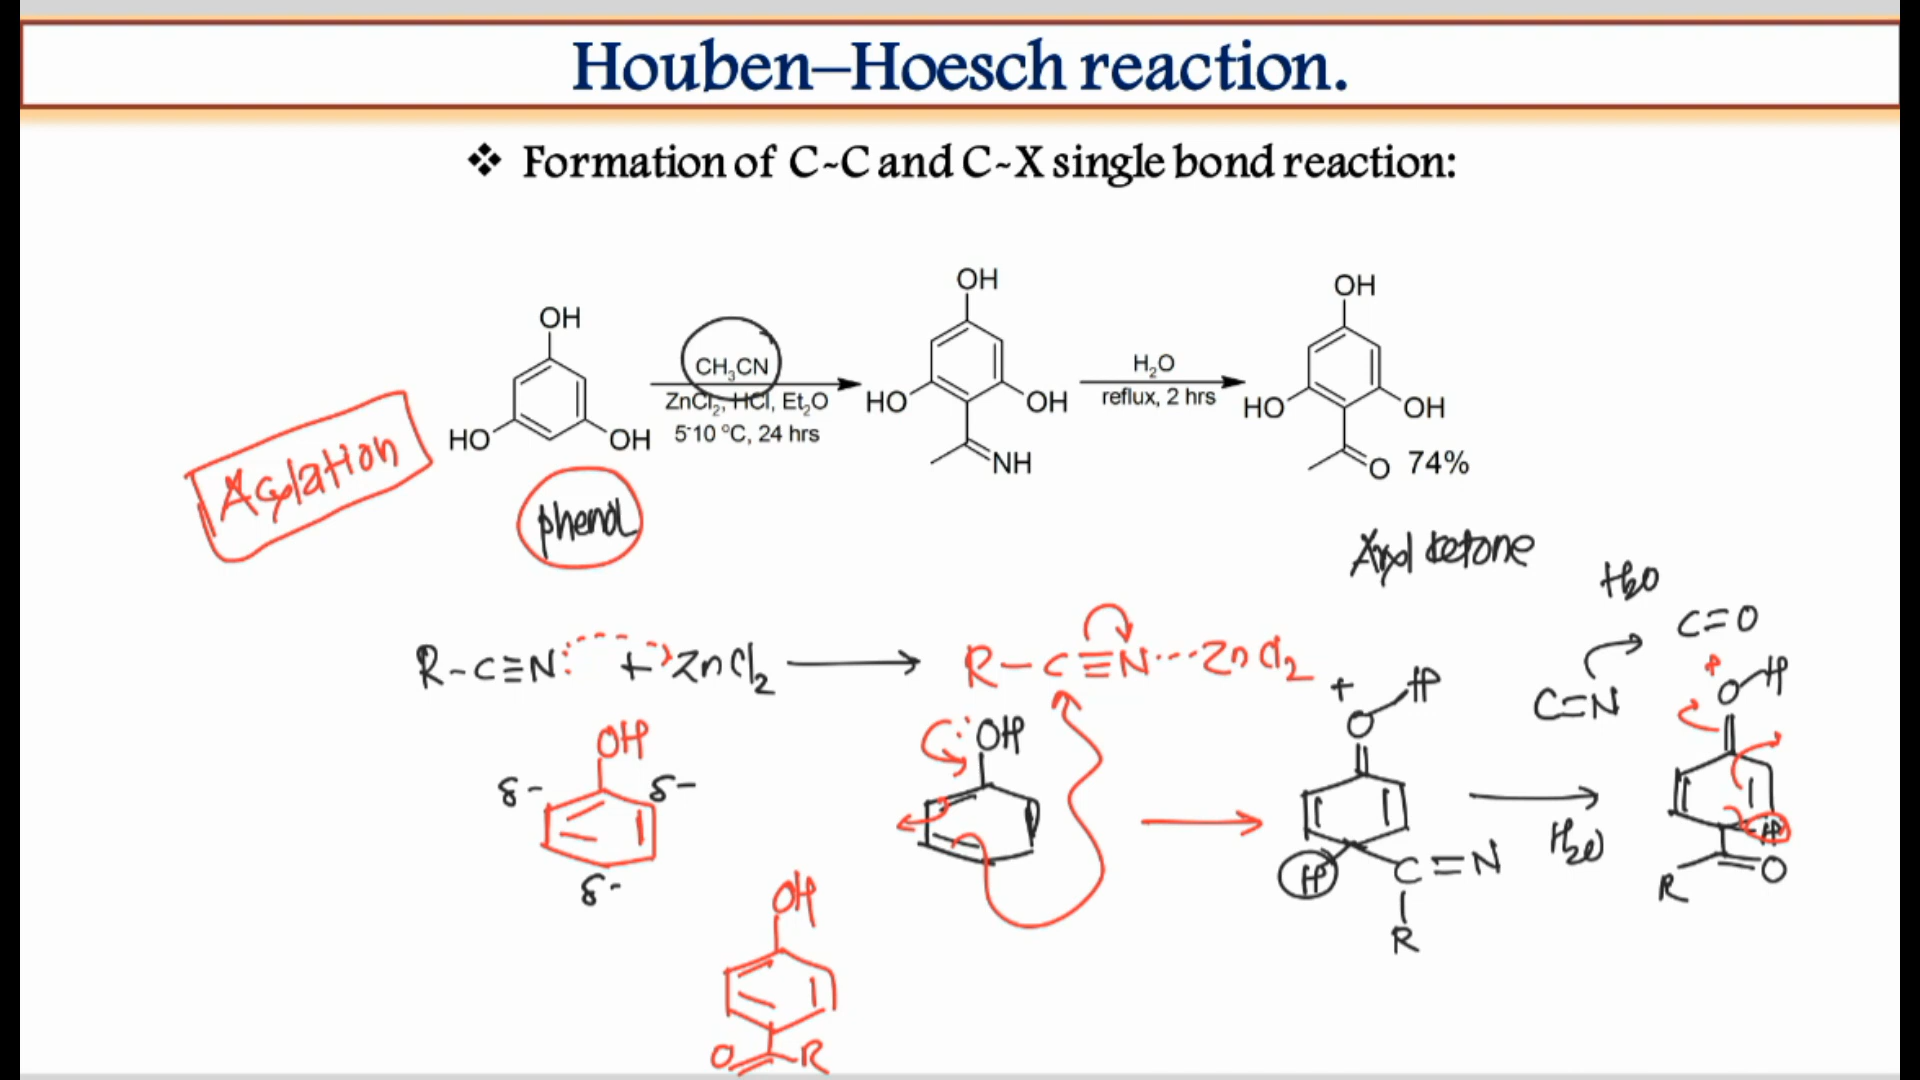 Houben–Hoesch reaction.
❖ Formation of C-C and C-X single bond reaction:
OH
HO
OH
CH₃CN
ZnCl₂, HCl, Et₂O
5-10 °C, 24 hrs
OH
HO
OH
NH
H₂O
reflux, 2 hrs
OH
HO
OH
O
74%
Acylation
phenol
Aryl ketone
R-C≡N: + ZnCl₂
R-C≡N---ZnCl₂
H₂O
C=O
C=N
OH
δ-
δ-
δ-
:OH
+
O-H
H
C=N
R
H₂O
+
O-H
H
R
O
OH
O
R